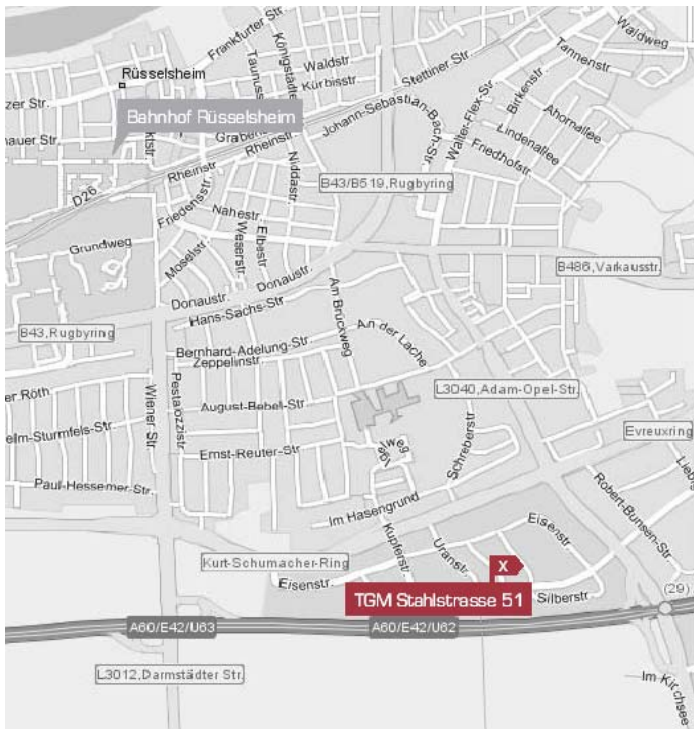 Frankfurter Str.
Taunuss
Königstädte
Waldstr
Kürbisstr.
Stettiner Str.
Waldweg
Tannenstr
Rüsselsheim
zer Str.
Bahnhof Rüsselsheim
nauer Str.
ktstr
Graben
Rheinstr
Johann-Sebastian-Bach-Str
Walter-Flex-Str
Birkenstr
Lindenallee
Ahornallee
Friedhofstr
Rheinstr
Niddastr.
D26
B43/B519,Rugbyring
Friedensstr.
Nahestr
Weserstr
Elbestr
Grundweg
Moselstr
Donaustr
Donaustr.
Hans-Sachs-Str
B486,Varkausstr.
B43,Rugbyring
Am Brückweg
An der Lache
Bernhard-Adelung-Str
Zeppelinstr
L3040,Adam-Opel-Str.
er Röth
Wiener Str
Pestalozzistr
August-Bebel-Str
elm-Sturmfels-Str
Ernst-Reuter-Str
Schreberstr
Evreuxring
Liebig
Paul-Hessemer-Str.
Im Hasengrund
Robert-Bunsen-Str
Kupferstr
Uranstr.
Eisenstr
Kurt-Schumacher-Ring
Eisenstr.
X
TGM Stahlstrasse 51
Silberstr
(29)
A60/E42/U63
A60/E42/U62
L3012,Darmstädter Str.
Im Kirchsee